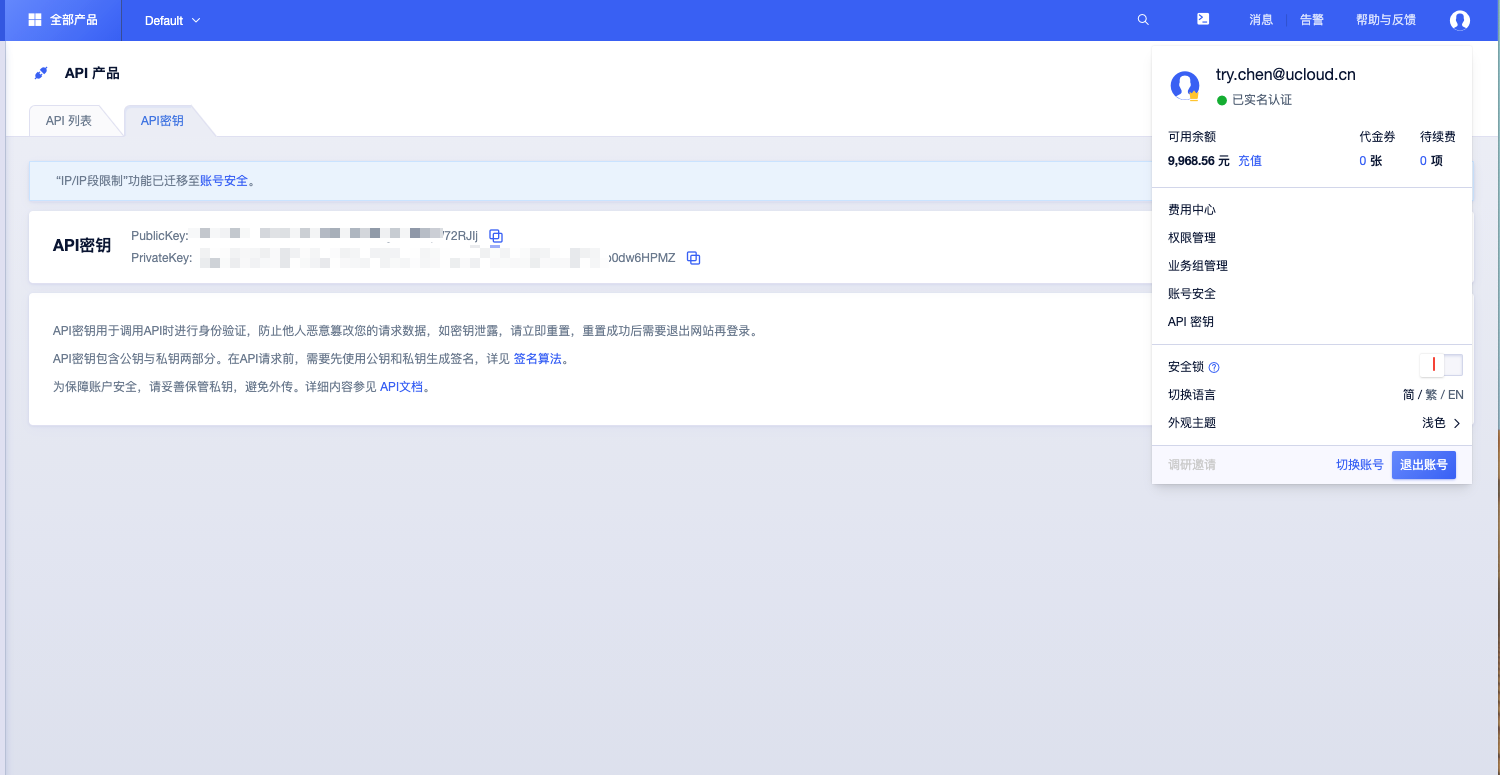 全部产品 Default 消息 告警 帮助与反馈
API 产品
API 列表 API密钥
“IP/IP段限制”功能已迁移至账号安全。
API密钥
PublicKey: 72RJIj
PrivateKey: 0dw6HPMZ
API密钥用于调用API时进行身份验证，防止他人恶意篡改您的请求数据，如密钥泄露，请立即重置，重置成功后需要退出网站再登录。
API密钥包含公钥与私钥两部分。在API请求前，需要先使用公钥和私钥生成签名，详见 签名算法。
为保障账户安全，请妥善保管私钥，避免外传。详细内容参见 API文档。
try.chen@ucloud.cn
已实名认证
可用余额 代金券 待续费
9,968.56 元 充值 0 张 0 项
费用中心
权限管理
业务组管理
账号安全
API 密钥
安全锁
切换语言 简 / 繁 / EN
外观主题 浅色
调研邀请 切换账号 退出账号